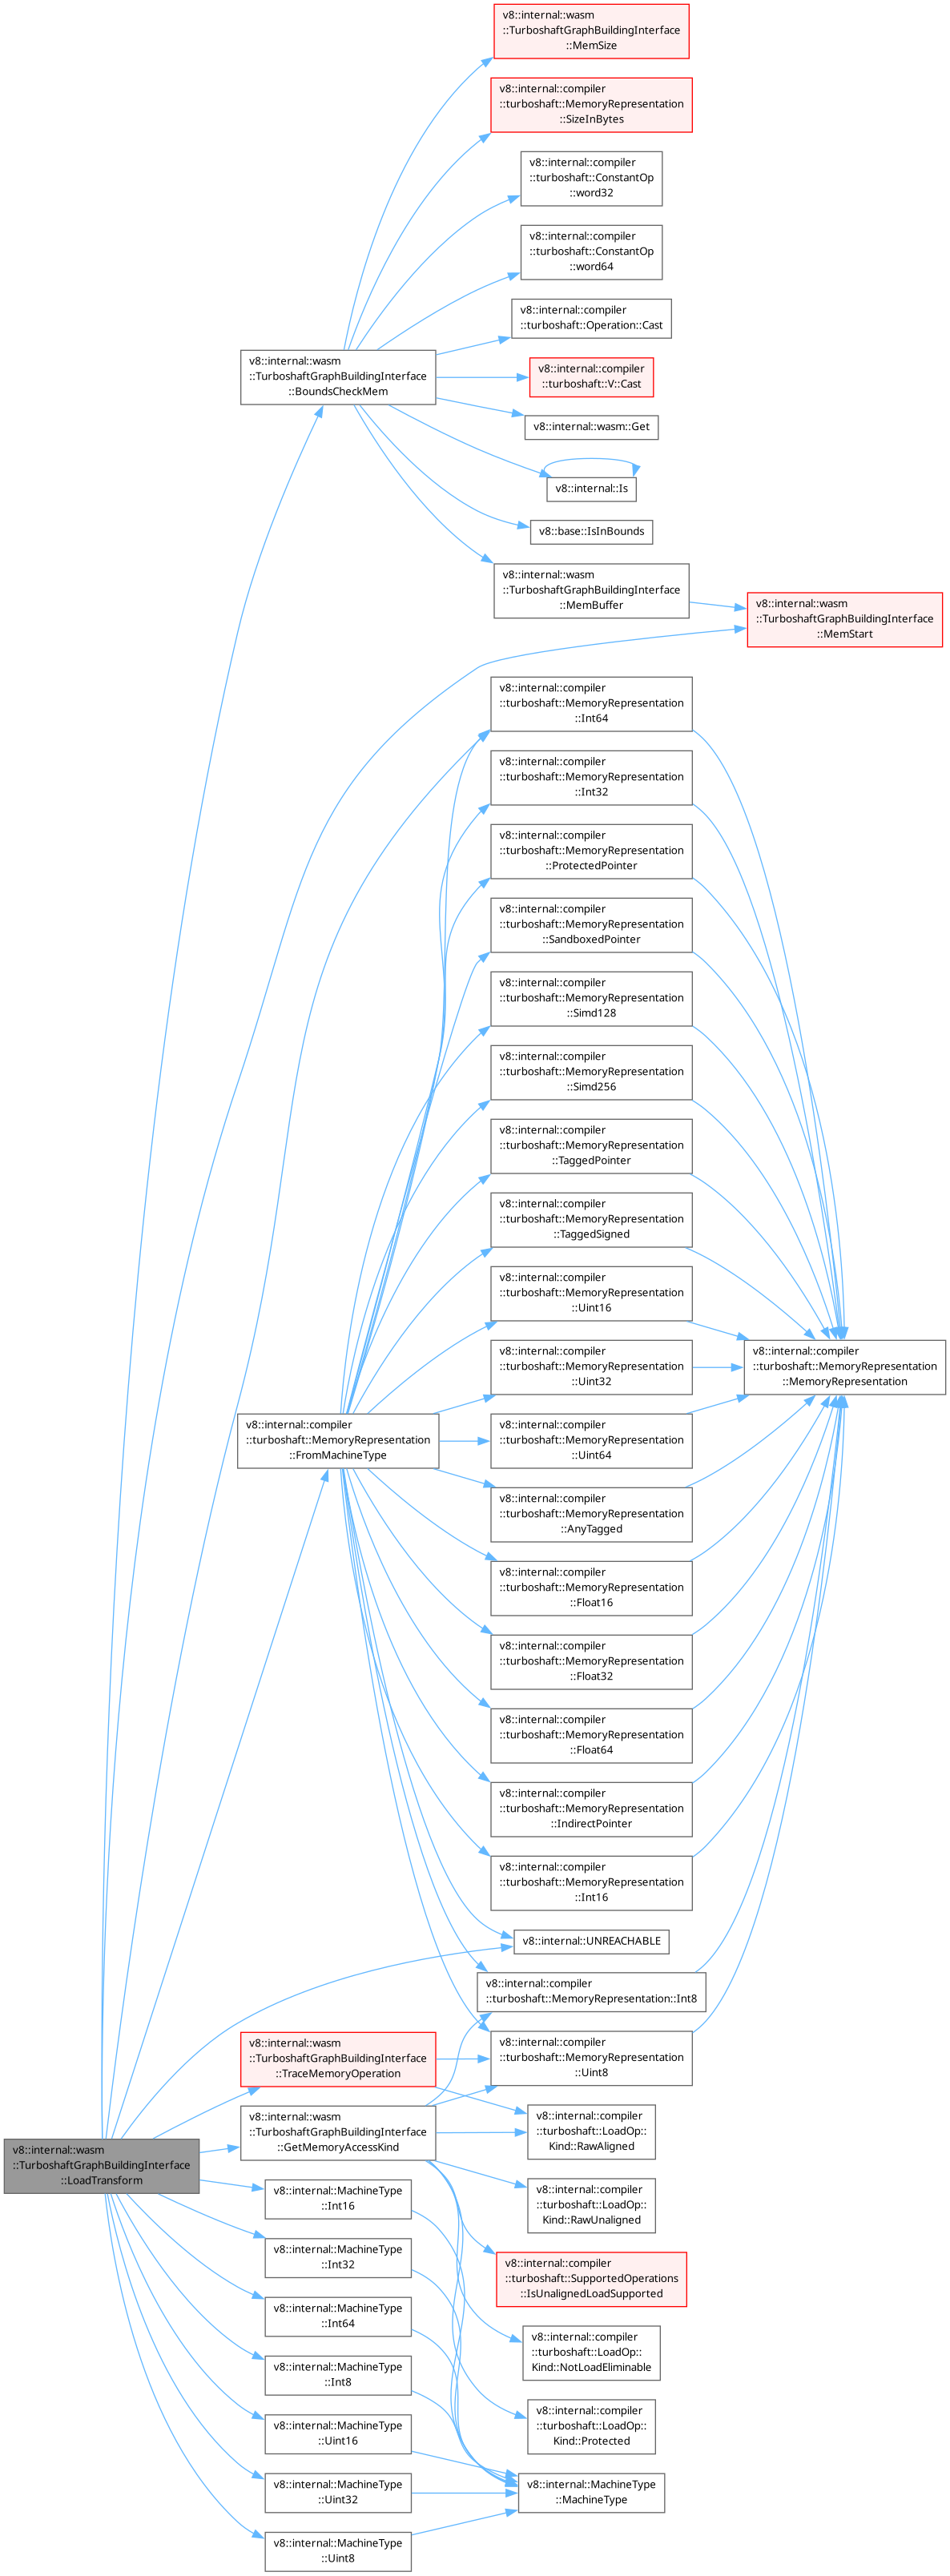 v8::internal::wasm
::TurboshaftGraphBuildingInterface
::MemSize
v8::internal::compiler
::turboshaft::MemoryRepresentation
::SizeInBytes
v8::internal::compiler
::turboshaft::ConstantOp
::word32
v8::internal::compiler
::turboshaft::ConstantOp
::word64
v8::internal::compiler
::turboshaft::Operation::Cast
v8::internal::wasm
::TurboshaftGraphBuildingInterface
::BoundsCheckMem
v8::internal::compiler
::turboshaft::V::Cast
v8::internal::wasm::Get
v8::internal::Is
v8::base::IsInBounds
v8::internal::wasm
::TurboshaftGraphBuildingInterface
::MemBuffer
v8::internal::wasm
::TurboshaftGraphBuildingInterface
::MemStart
v8::internal::compiler
::turboshaft::MemoryRepresentation
::Int64
v8::internal::compiler
::turboshaft::MemoryRepresentation
::Int32
v8::internal::compiler
::turboshaft::MemoryRepresentation
::ProtectedPointer
v8::internal::compiler
::turboshaft::MemoryRepresentation
::SandboxedPointer
v8::internal::compiler
::turboshaft::MemoryRepresentation
::Simd128
v8::internal::compiler
::turboshaft::MemoryRepresentation
::Simd256
v8::internal::compiler
::turboshaft::MemoryRepresentation
::TaggedPointer
v8::internal::compiler
::turboshaft::MemoryRepresentation
::TaggedSigned
v8::internal::compiler
::turboshaft::MemoryRepresentation
::Uint16
v8::internal::compiler
::turboshaft::MemoryRepresentation
::Uint32
v8::internal::compiler
::turboshaft::MemoryRepresentation
::MemoryRepresentation
v8::internal::compiler
::turboshaft::MemoryRepresentation
::FromMachineType
v8::internal::compiler
::turboshaft::MemoryRepresentation
::Uint64
v8::internal::compiler
::turboshaft::MemoryRepresentation
::AnyTagged
v8::internal::compiler
::turboshaft::MemoryRepresentation
::Float16
v8::internal::compiler
::turboshaft::MemoryRepresentation
::Float32
v8::internal::compiler
::turboshaft::MemoryRepresentation
::Float64
v8::internal::compiler
::turboshaft::MemoryRepresentation
::IndirectPointer
v8::internal::compiler
::turboshaft::MemoryRepresentation
::Int16
v8::internal::UNREACHABLE
v8::internal::compiler
::turboshaft::MemoryRepresentation::Int8
v8::internal::wasm
::TurboshaftGraphBuildingInterface
::TraceMemoryOperation
v8::internal::compiler
::turboshaft::MemoryRepresentation
::Uint8
v8::internal::wasm
::TurboshaftGraphBuildingInterface
::GetMemoryAccessKind
v8::internal::compiler
::turboshaft::LoadOp::
Kind::RawAligned
v8::internal::wasm
::TurboshaftGraphBuildingInterface
::LoadTransform
v8::internal::MachineType
::Int16
v8::internal::compiler
::turboshaft::LoadOp::
Kind::RawUnaligned
v8::internal::MachineType
::Int32
v8::internal::compiler
::turboshaft::SupportedOperations
::IsUnalignedLoadSupported
v8::internal::MachineType
::Int64
v8::internal::compiler
::turboshaft::LoadOp::
Kind::NotLoadEliminable
v8::internal::MachineType
::Int8
v8::internal::compiler
::turboshaft::LoadOp::
Kind::Protected
v8::internal::MachineType
::Uint16
v8::internal::MachineType
::Uint32
v8::internal::MachineType
::MachineType
v8::internal::MachineType
::Uint8